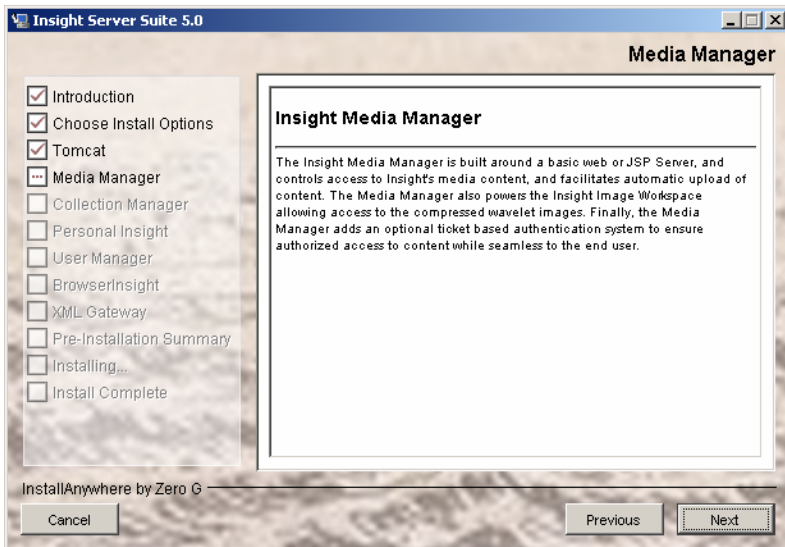 Insight Server Suite 5.0
Media Manager
Introduction
Choose Install Options
Tomcat
Media Manager
Collection Manager
Personal Insight
User Manager
BrowserInsight
XML Gateway
Pre-Installation Summary
Installing...
Install Complete
Insight Media Manager
The Insight Media Manager is built around a basic web or JSP Server, and
controls access to Insight's media content, and facilitates automatic upload of
content. The Media Manager also powers the Insight Image Workspace
allowing access to the compressed wavelet images. Finally, the Media
Manager adds an optional ticket based authentication system to ensure
authorized access to content while seamless to the end user.
InstallAnywhere by Zero G
Cancel
Previous
Next